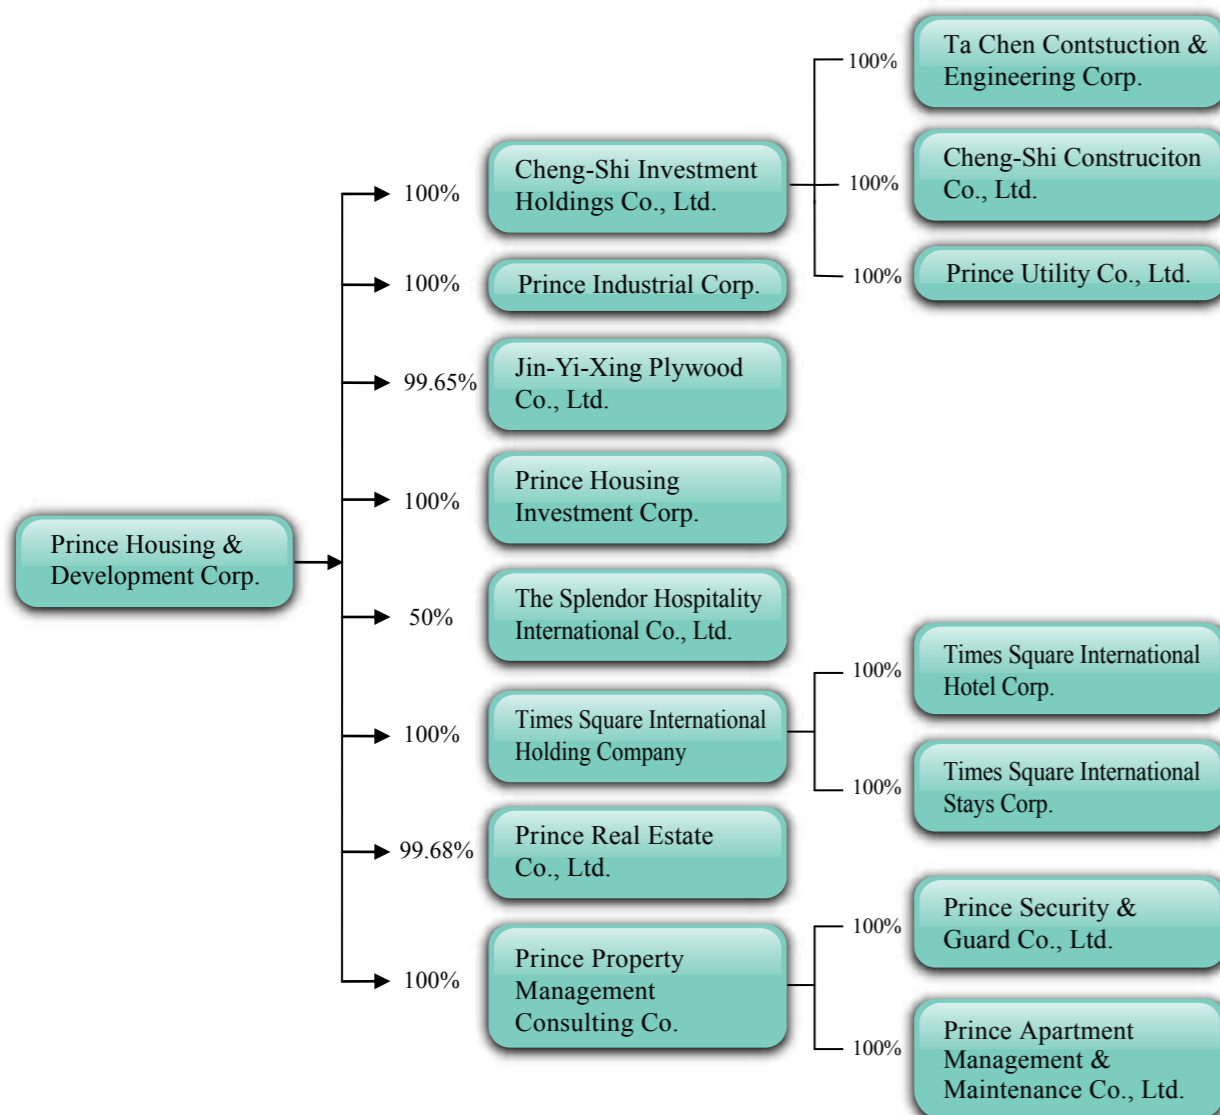 Prince Housing &
Development Corp.
100%
Cheng-Shi Investment
Holdings Co., Ltd.
100%
Ta Chen Contstuction &
Engineering Corp.
100%
Cheng-Shi Construciton
Co., Ltd.
100%
Prince Utility Co., Ltd.
100%
Prince Industrial Corp.
99.65%
Jin-Yi-Xing Plywood
Co., Ltd.
100%
Prince Housing
Investment Corp.
50%
The Splendor Hospitality
International Co., Ltd.
100%
Times Square International
Holding Company
100%
Times Square International
Hotel Corp.
100%
Times Square International
Stays Corp.
99.68%
Prince Real Estate
Co., Ltd.
100%
Prince Property
Management
Consulting Co.
100%
Prince Security &
Guard Co., Ltd.
100%
Prince Apartment
Management &
Maintenance Co., Ltd.